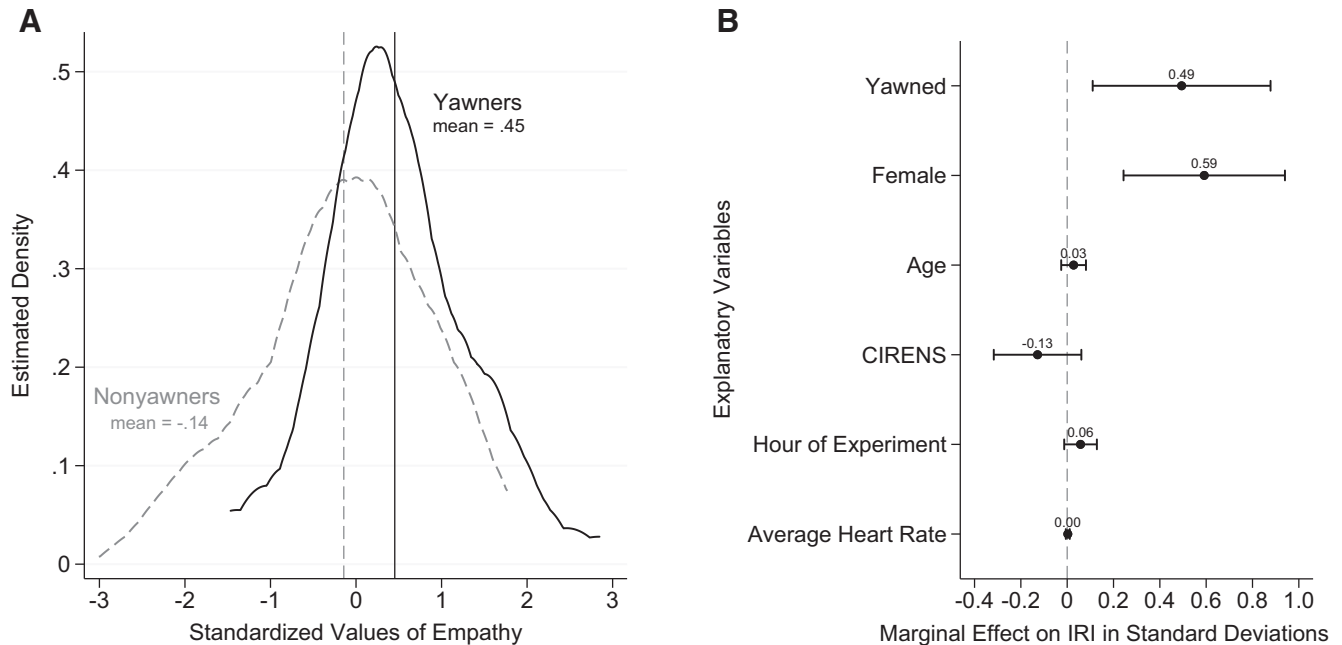 A
Estimated Density
.5
.4
.3
.2
.1
0
Yawners
mean = .45
Nonyawners
mean = -.14
-3 -2 -1 0 1 2 3
Standardized Values of Empathy
B
Explanatory Variables
Yawned
0.49
Female
0.59
Age
0.03
CIRENS
-0.13
Hour of Experiment
0.06
Average Heart Rate
0.00
-0.4 -0.2 0 0.2 0.4 0.6 0.8 1.0
Marginal Effect on IRI in Standard Deviations